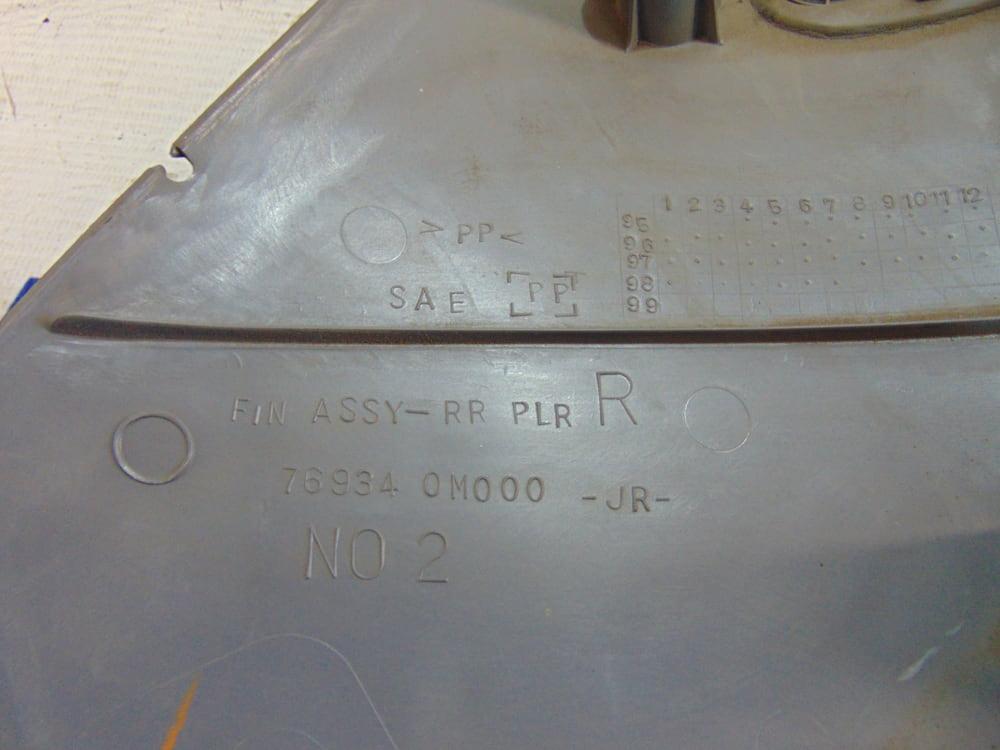 1 2 3 4 5 6 7 8 9 10 11 12
95
96
97
98
99
>PP<
SAE PP
FIN ASSY-RR PLR R
76934 0M000 -JR-
NO 2